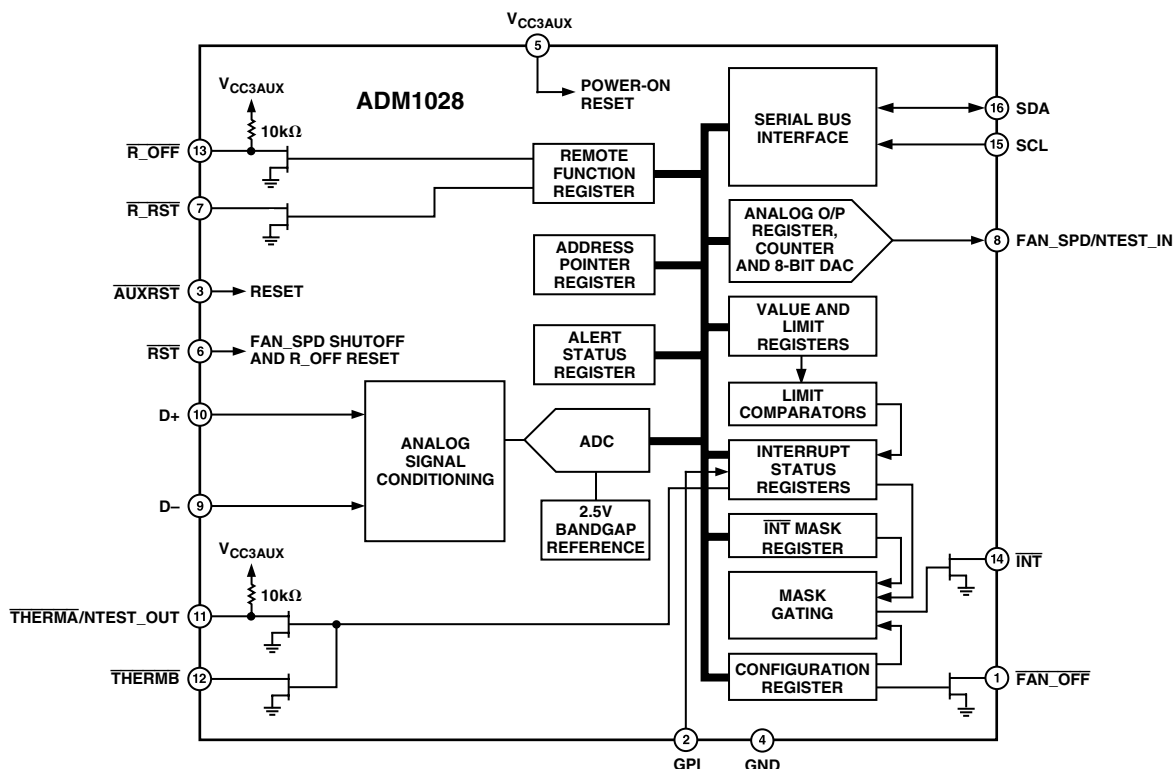 VCC3AUX
5
VCC3AUX
ADM1028
POWER-ON
RESET
10kΩ
R_OFF
13
R_RST
7
REMOTE
FUNCTION
REGISTER
SERIAL BUS
INTERFACE
16
SDA
15
SCL
ADDRESS
POINTER
REGISTER
ANALOG O/P
REGISTER,
COUNTER
AND 8-BIT DAC
8
FAN_SPD/NTEST_IN
AUXRST
3
RESET
RST
6
FAN_SPD SHUTOFF
AND R_OFF RESET
ALERT
STATUS
REGISTER
VALUE AND
LIMIT
REGISTERS
LIMIT
COMPARATORS
D+
10
D–
9
ANALOG
SIGNAL
CONDITIONING
ADC
2.5V
BANDGAP
REFERENCE
INTERRUPT
STATUS
REGISTERS
INT MASK
REGISTER
MASK
GATING
14
INT
VCC3AUX
10kΩ
THERMA/NTEST_OUT
11
THERMB
12
CONFIGURATION
REGISTER
1
FAN_OFF
2
GPI
4
GND